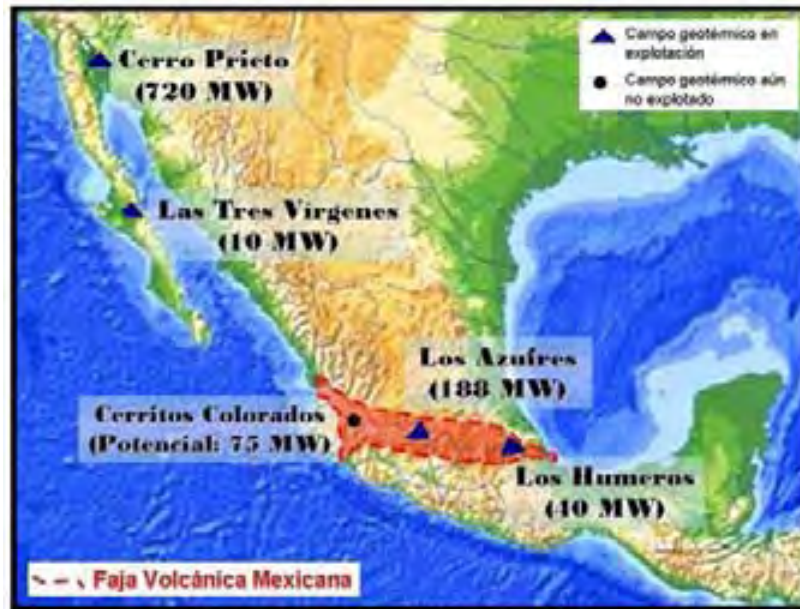 Cerro Prieto
(720 MW)
Campo geotérmico en
explotación
Campo geotérmico aún
no explotado
Las Tres Vírgenes
(10 MW)
Los Azufres
(188 MW)
Cerritos Colorados
(Potencial: 75 MW)
Los Humeros
(40 MW)
Faja Volcánica Mexicana